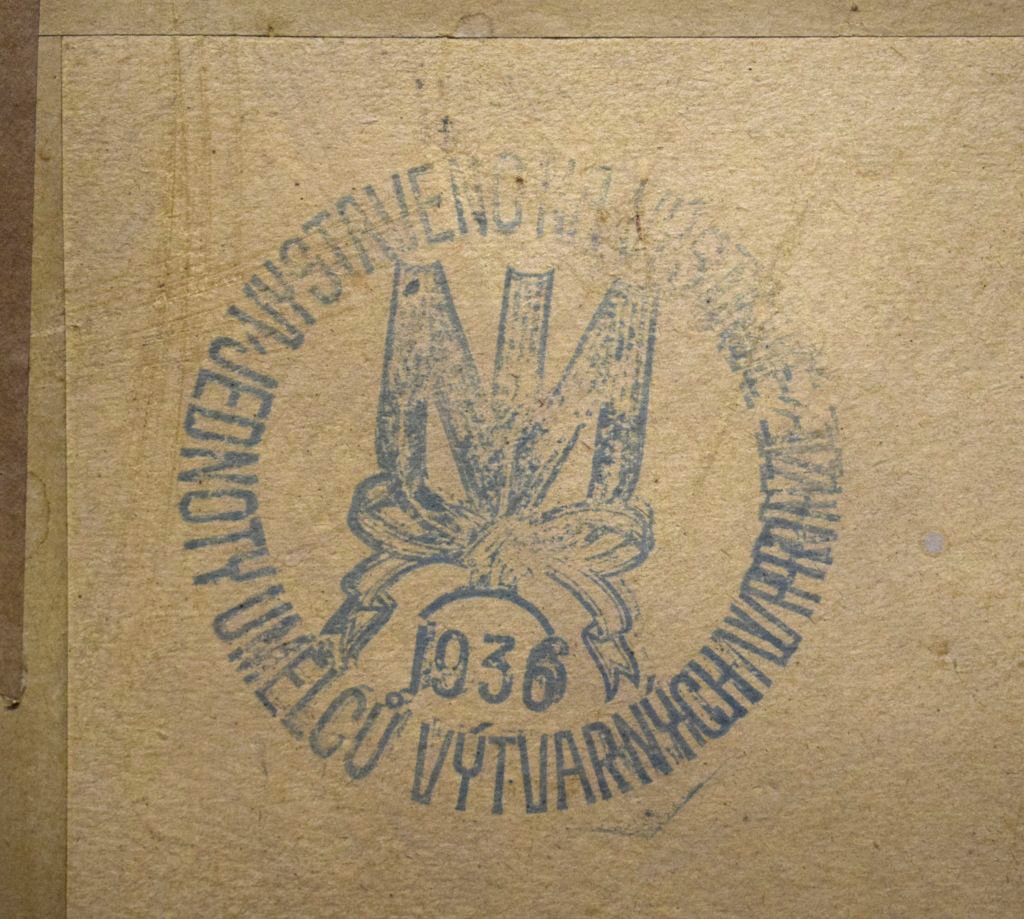 VYSTAVENO NA VÝSTAVĚ
JEDNOTY UMĚLCŮ VÝTVARNÝCH V PRAZE
1936